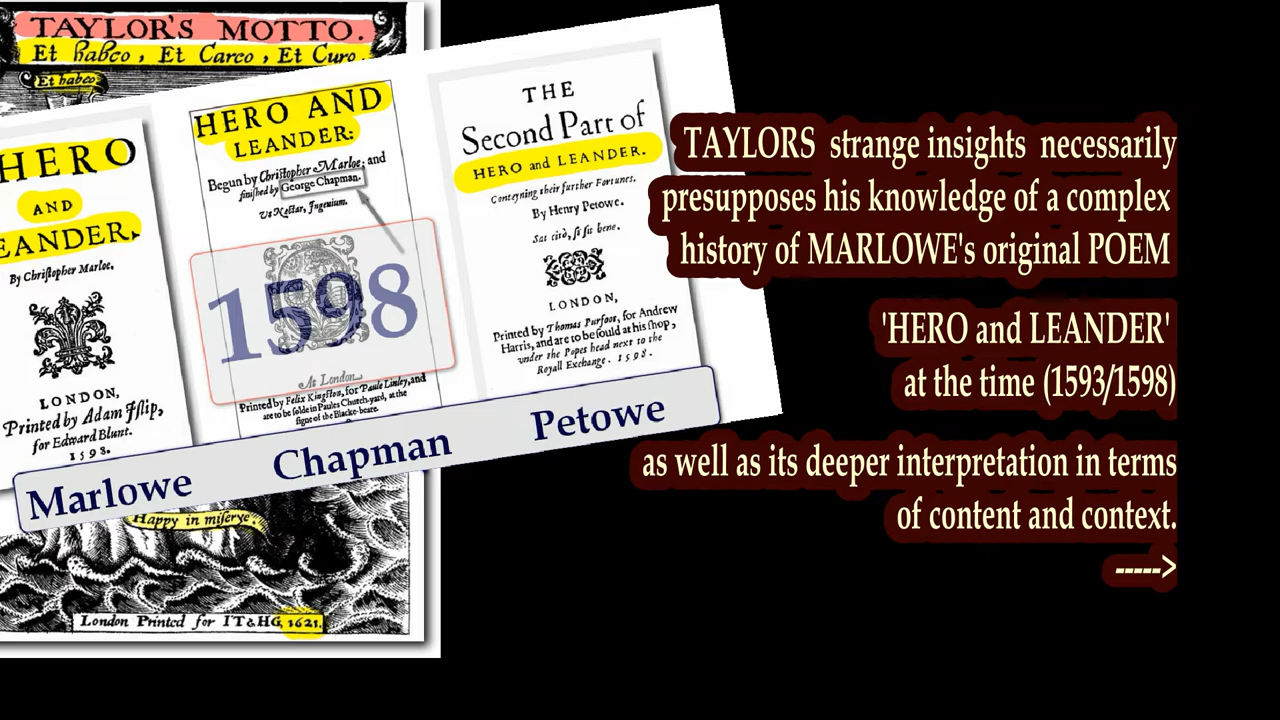 TAYLOR'S MOTTO.
Et habeo, Et Careo, Et Curo.
Et habeo
HERO
AND
EANDER.
By Christopher Marloe.
LONDON,
Printed by Adam Islip,
for Edward Blunt.
1598.
HERO AND
LEANDER:
Begun by Christopher Marloe; and
finished by George Chapman.
Ut Nectar, Ingenium.
1598
At London
Printed by Felix Kingston, for Paule Linley, and
are to be solde in Paules Church-yard, at the
signe of the Blacke-beare.
THE
Second Part of
HERO and LEANDER.
Conteyning their further Fortunes.
By Henry Petowe.
Sat citò, si sit bene.
LONDON,
Printed by Thomas Purfoot, for Andrew
Harris, and are to be sould at his shop,
under the Popes head next to the
Royall Exchange. 1598.
Marlowe
Chapman
Petowe
Happy in miserye.
London Printed for IT & HG, 1621.
TAYLORS strange insights necessarily
presupposes his knowledge of a complex
history of MARLOWE's original POEM
'HERO and LEANDER'
at the time (1593/1598)
as well as its deeper interpretation in terms
of content and context.
----->